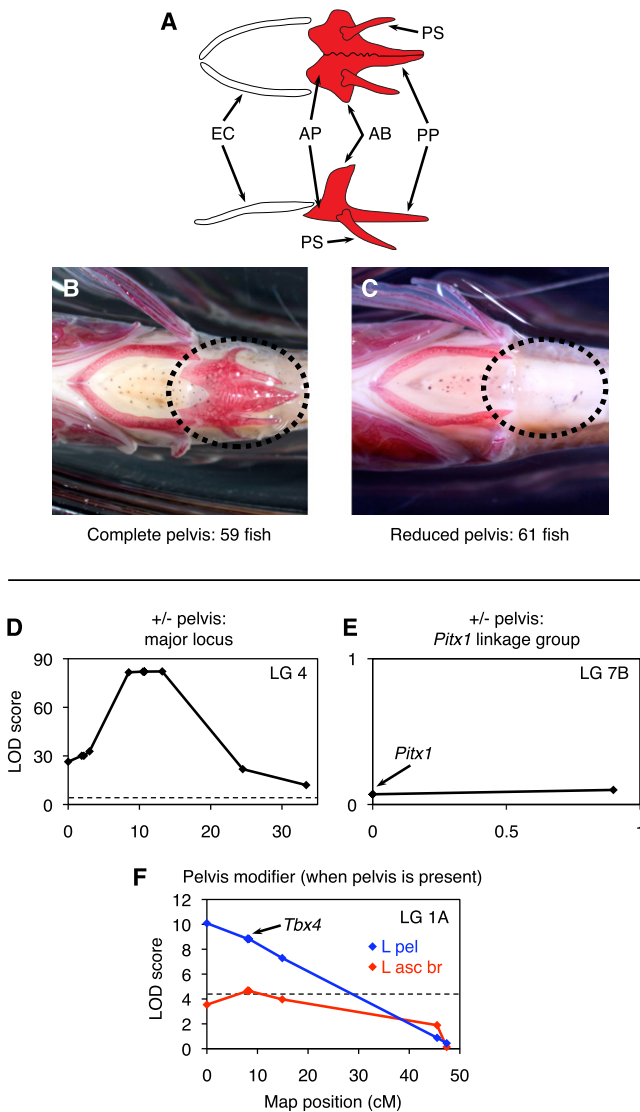 A
PS
EC
AP
AB
PP
PS
B
C
Complete pelvis: 59 fish
Reduced pelvis: 61 fish
D
+/- pelvis:
major locus
LG 4
LOD score
90
60
30
0
0
10
20
30
E
+/- pelvis:
Pitx1 linkage group
LG 7B
1
Pitx1
0
0
0.5
1
F
Pelvis modifier (when pelvis is present)
LG 1A
Tbx4
L pel
L asc br
LOD score
12
10
8
6
4
2
0
0
10
20
30
40
50
Map position (cM)